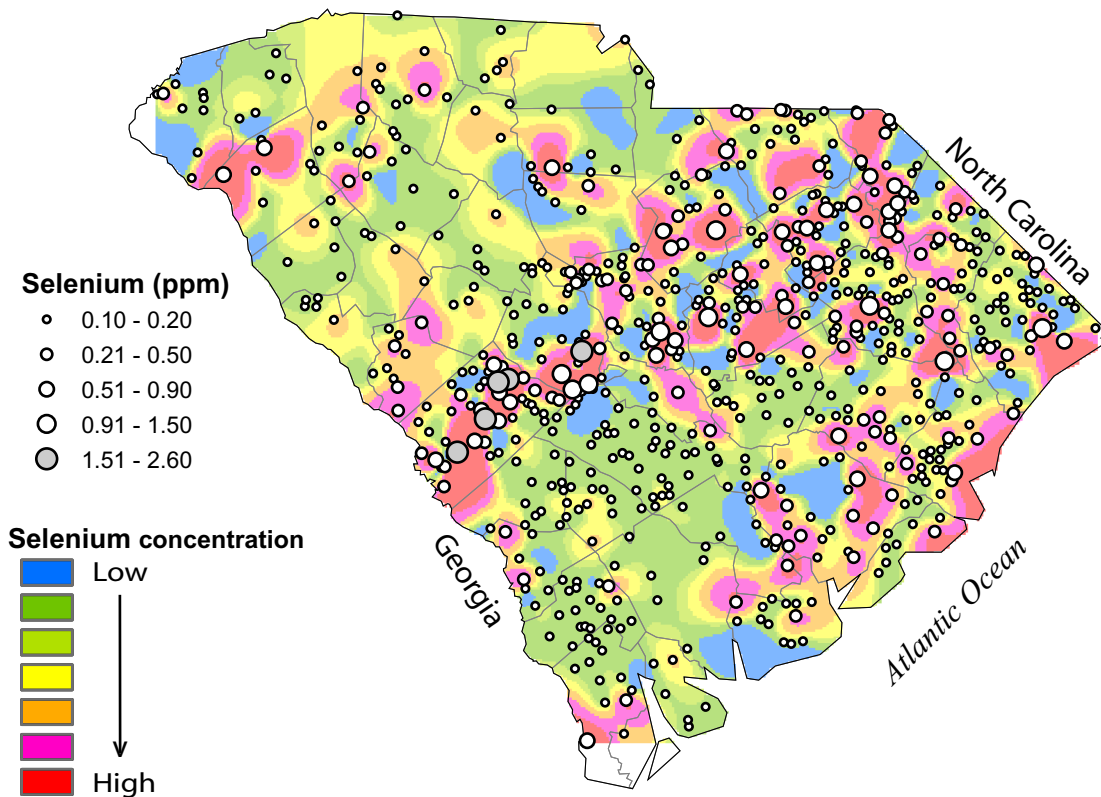 North Carolina
Selenium (ppm)
0.10 - 0.20
0.21 - 0.50
0.51 - 0.90
0.91 - 1.50
1.51 - 2.60
Selenium concentration
Low
High
Georgia
Atlantic Ocean